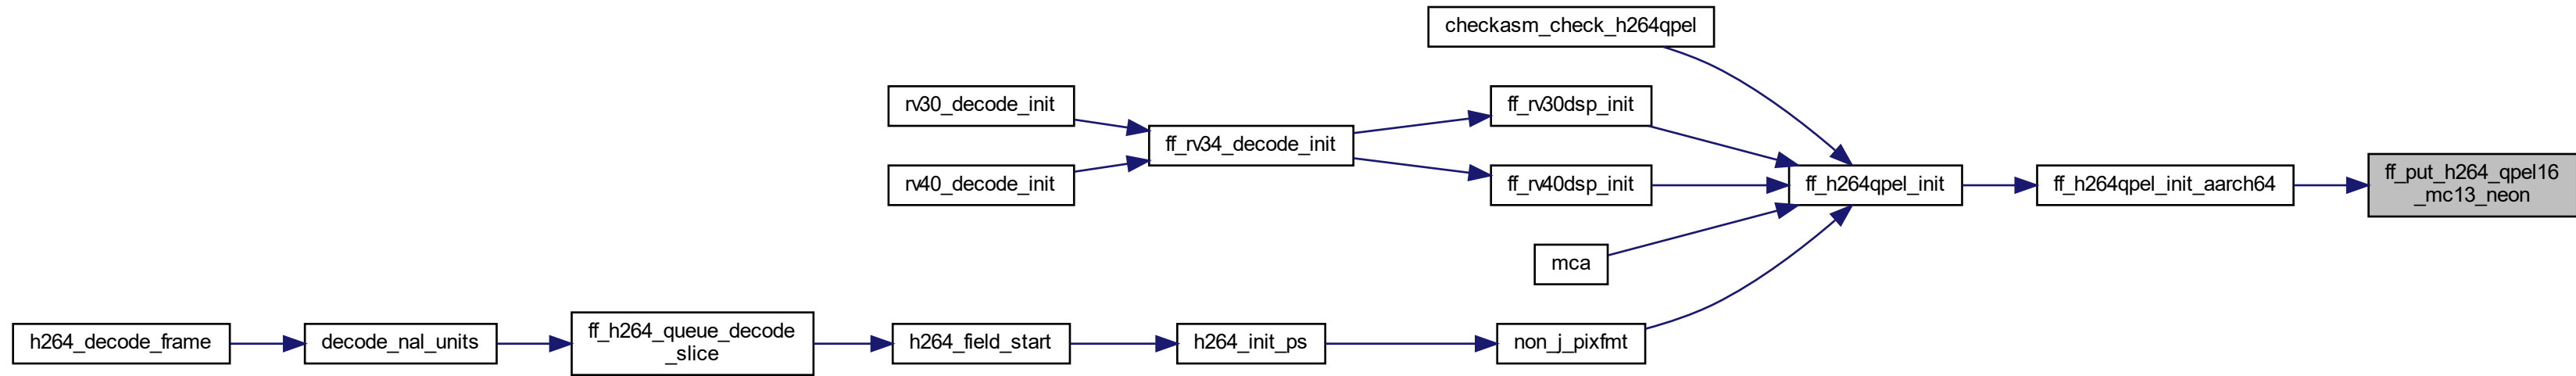 checkasm_check_h264qpel
rv30_decode_init
ff_rv30dsp_init
ff_rv34_decode_init
rv40_decode_init
ff_rv40dsp_init
ff_h264qpel_init
ff_h264qpel_init_aarch64
ff_put_h264_qpel16
_mc13_neon
mca
h264_decode_frame
decode_nal_units
ff_h264_queue_decode
_slice
h264_field_start
h264_init_ps
non_j_pixfmt